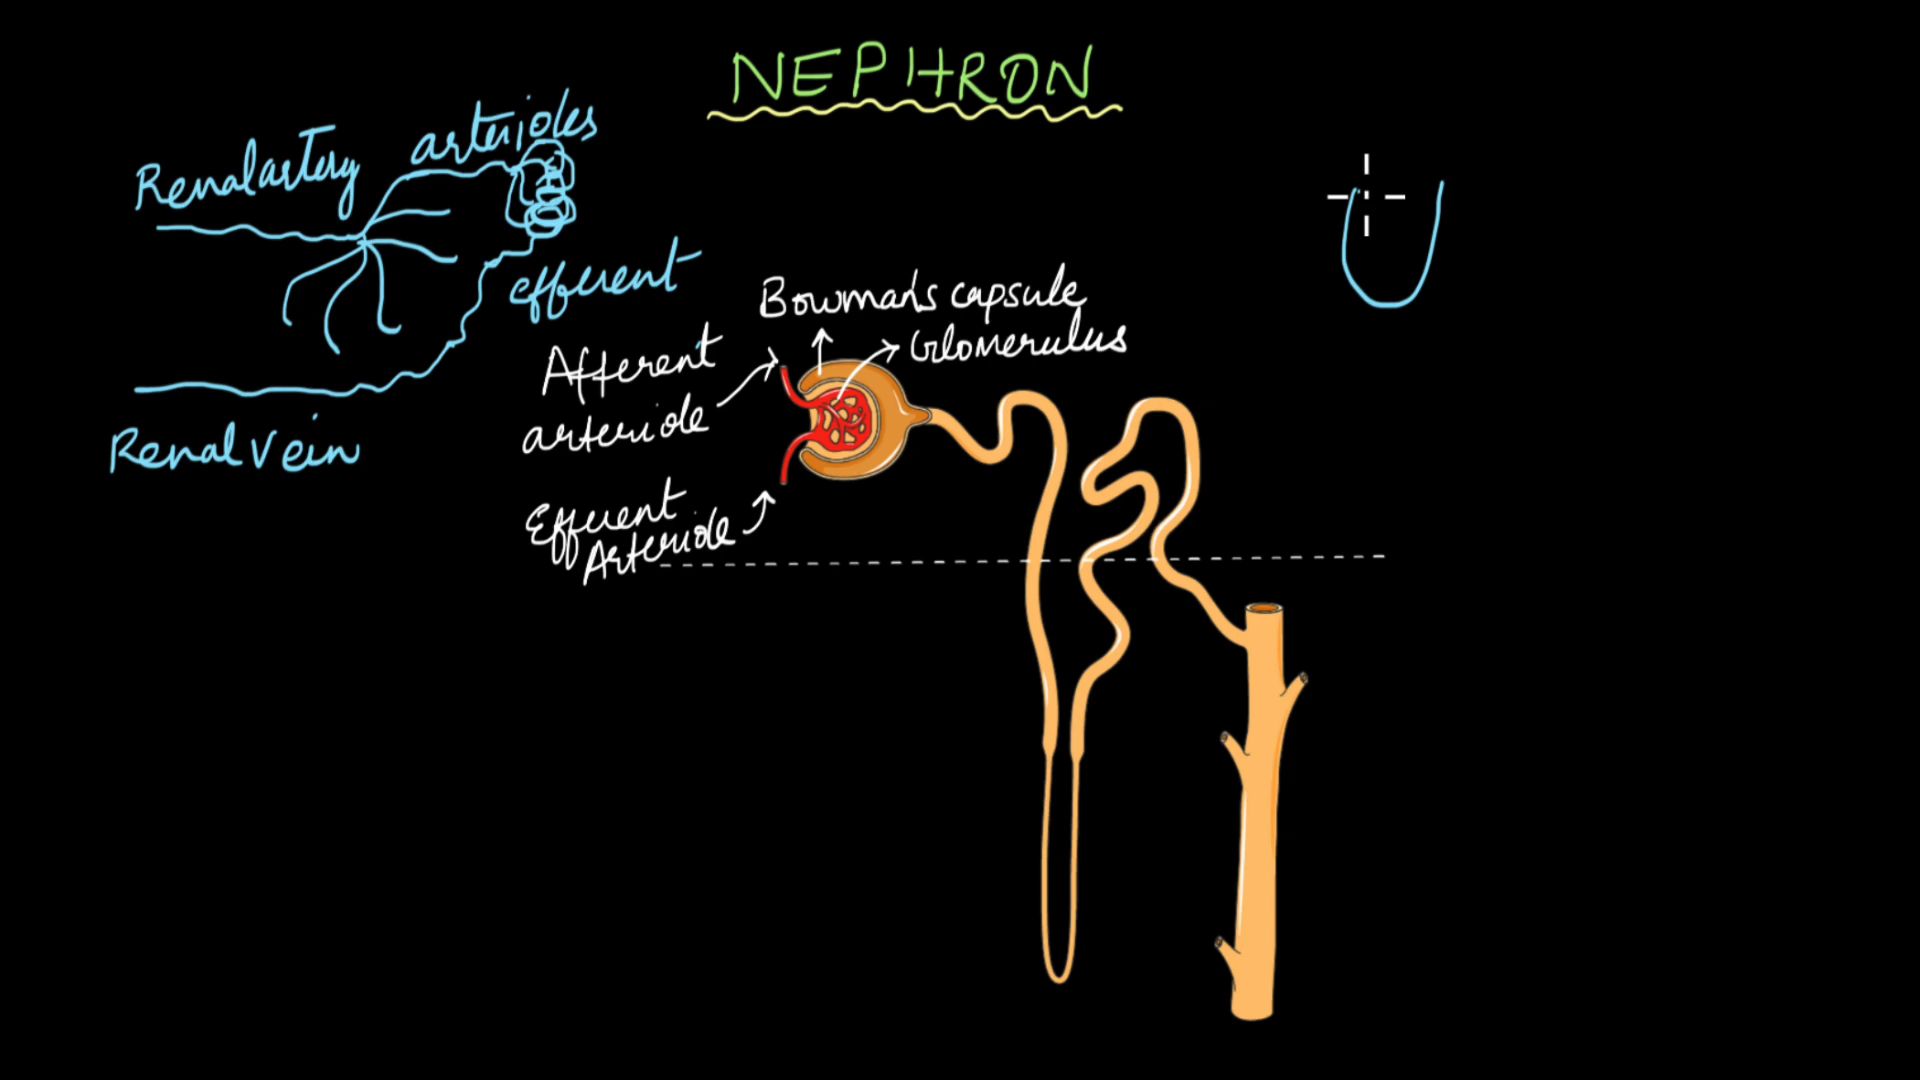 NEPHRON
Renal artery
arterioles
efferent
Renal vein
Bowman's capsule
Glomerulus
Afferent
arteriole
Efferent
Arteriole